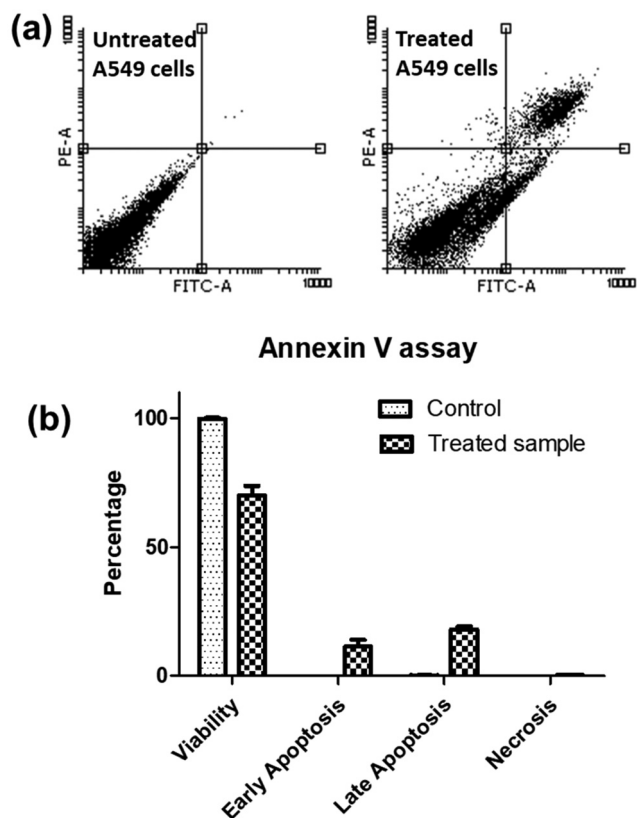 (a)
Untreated
A549 cells
PE-A
FITC-A
Treated
A549 cells
PE-A
FITC-A
Annexin V assay
(b)
Control
Treated sample
Percentage
100
50
0
Viability
Early Apoptosis
Late Apoptosis
Necrosis